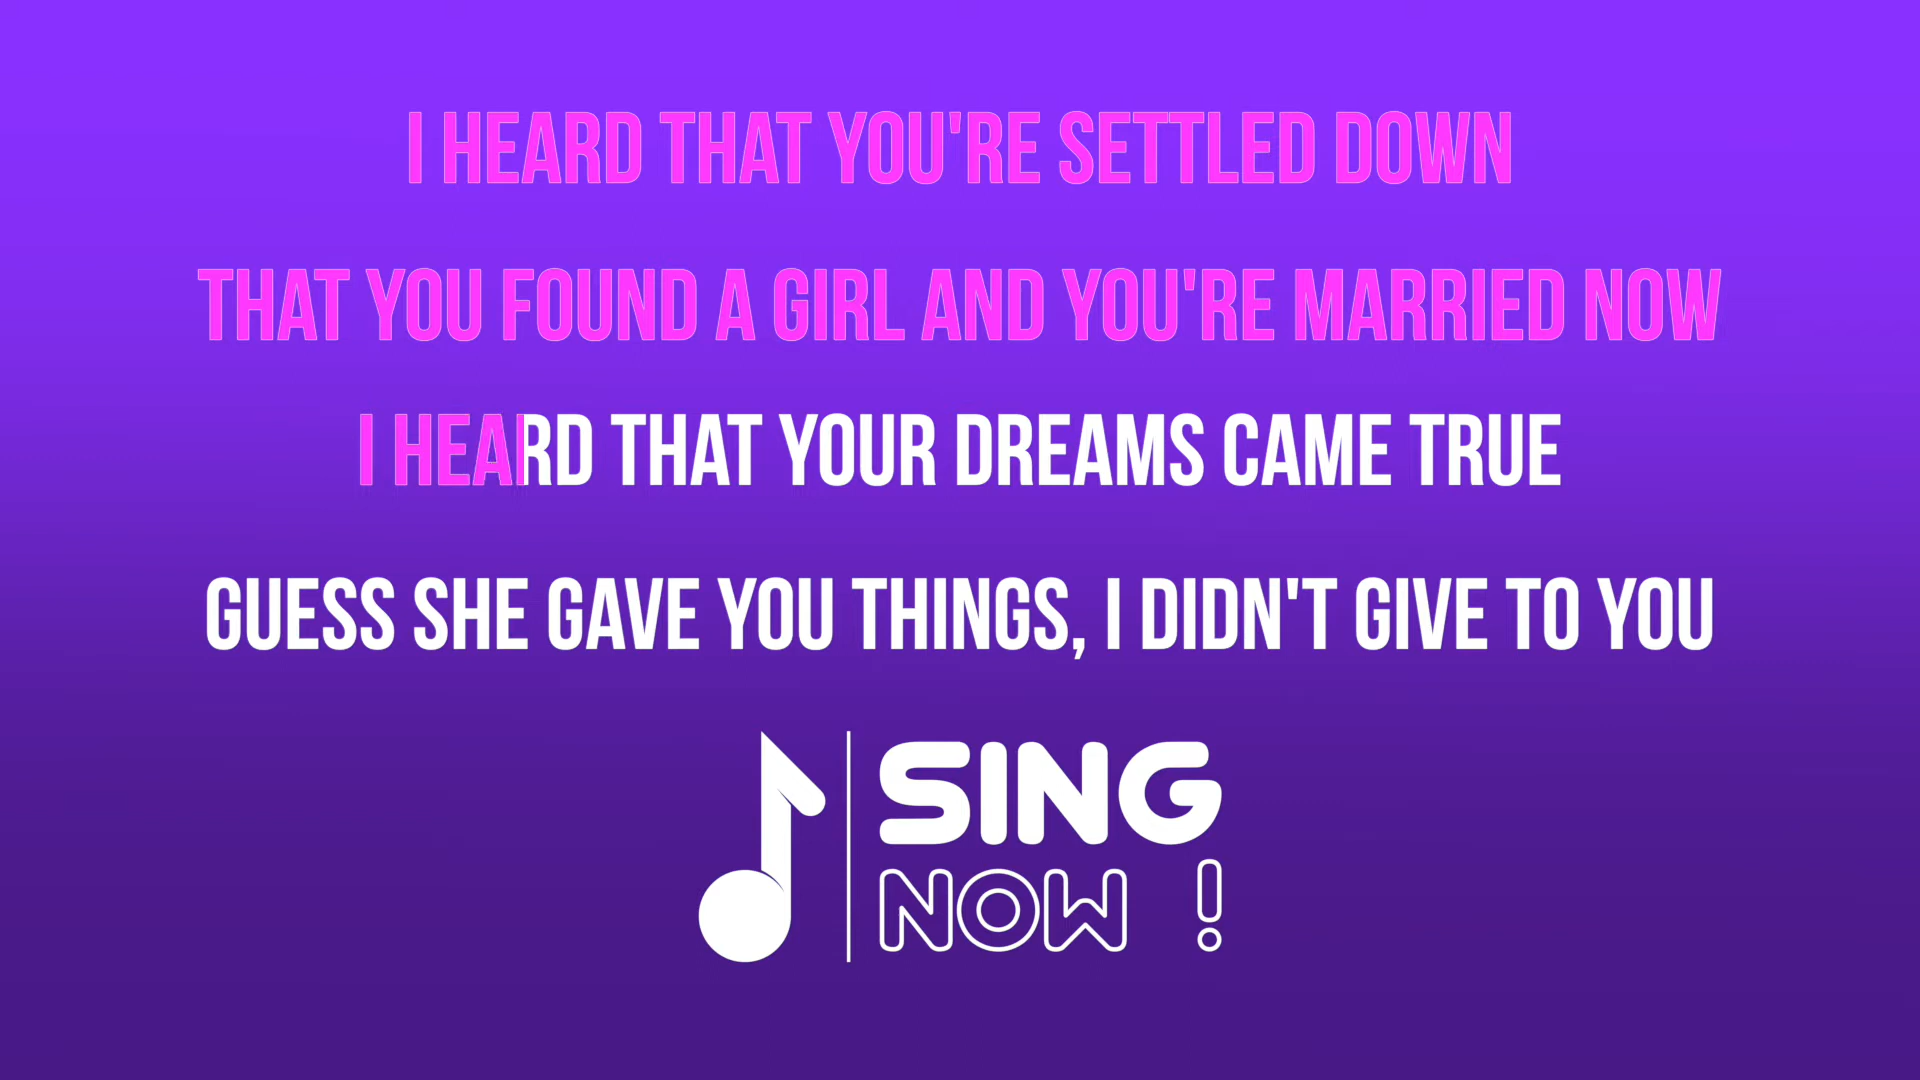 I HEARD THAT YOU'RE SETTLED DOWN
THAT YOU FOUND A GIRL AND YOU'RE MARRIED NOW
I HEARD THAT YOUR DREAMS CAME TRUE
GUESS SHE GAVE YOU THINGS, I DIDN'T GIVE TO YOU
SING
NOW !